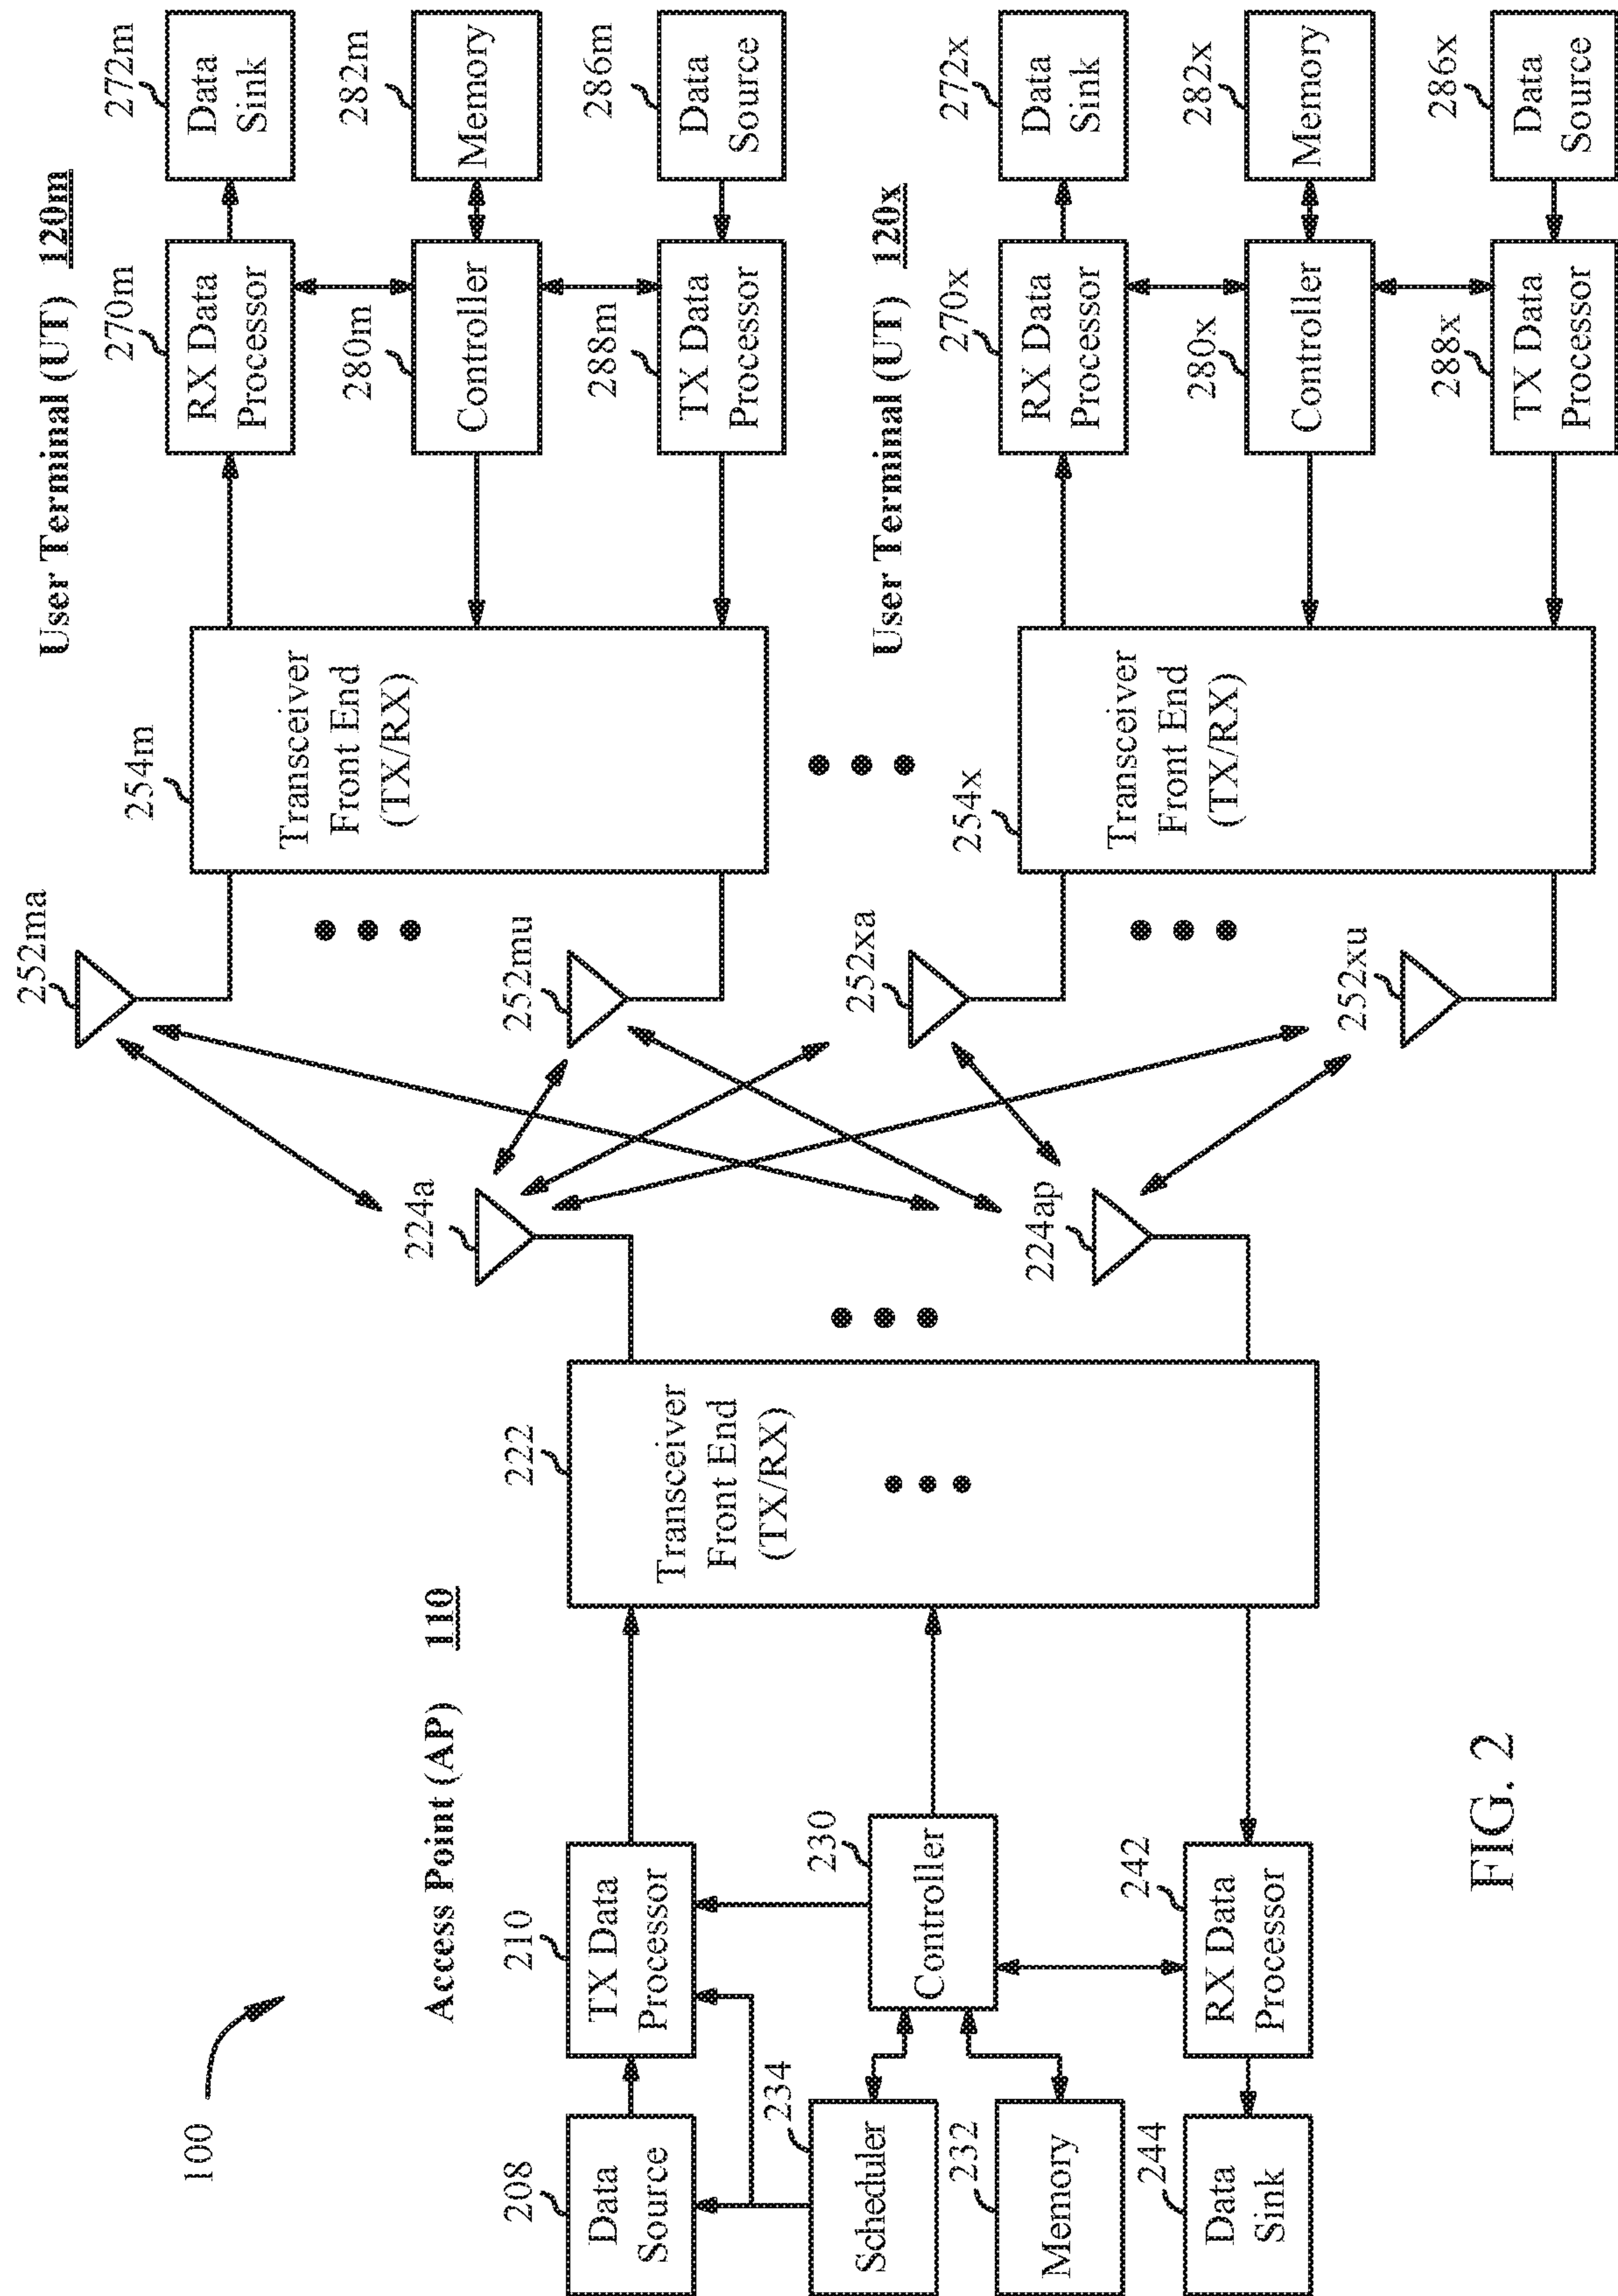 100
Access Point (AP) 110
208
Data
Source
210
TX Data
Processor
234
Scheduler
230
Controller
232
Memory
244
Data
Sink
242
RX Data
Processor
222
Transceiver
Front End
(TX/RX)
224a
224ap
252ma
252mu
252xa
252xu
User Terminal (UT) 120m
254m
Transceiver
Front End
(TX/RX)
270m
RX Data
Processor
272m
Data
Sink
280m
Controller
282m
Memory
288m
TX Data
Processor
286m
Data
Source
User Terminal (UT) 120x
254x
Transceiver
Front End
(TX/RX)
270x
RX Data
Processor
272x
Data
Sink
280x
Controller
282x
Memory
288x
TX Data
Processor
286x
Data
Source
FIG. 2